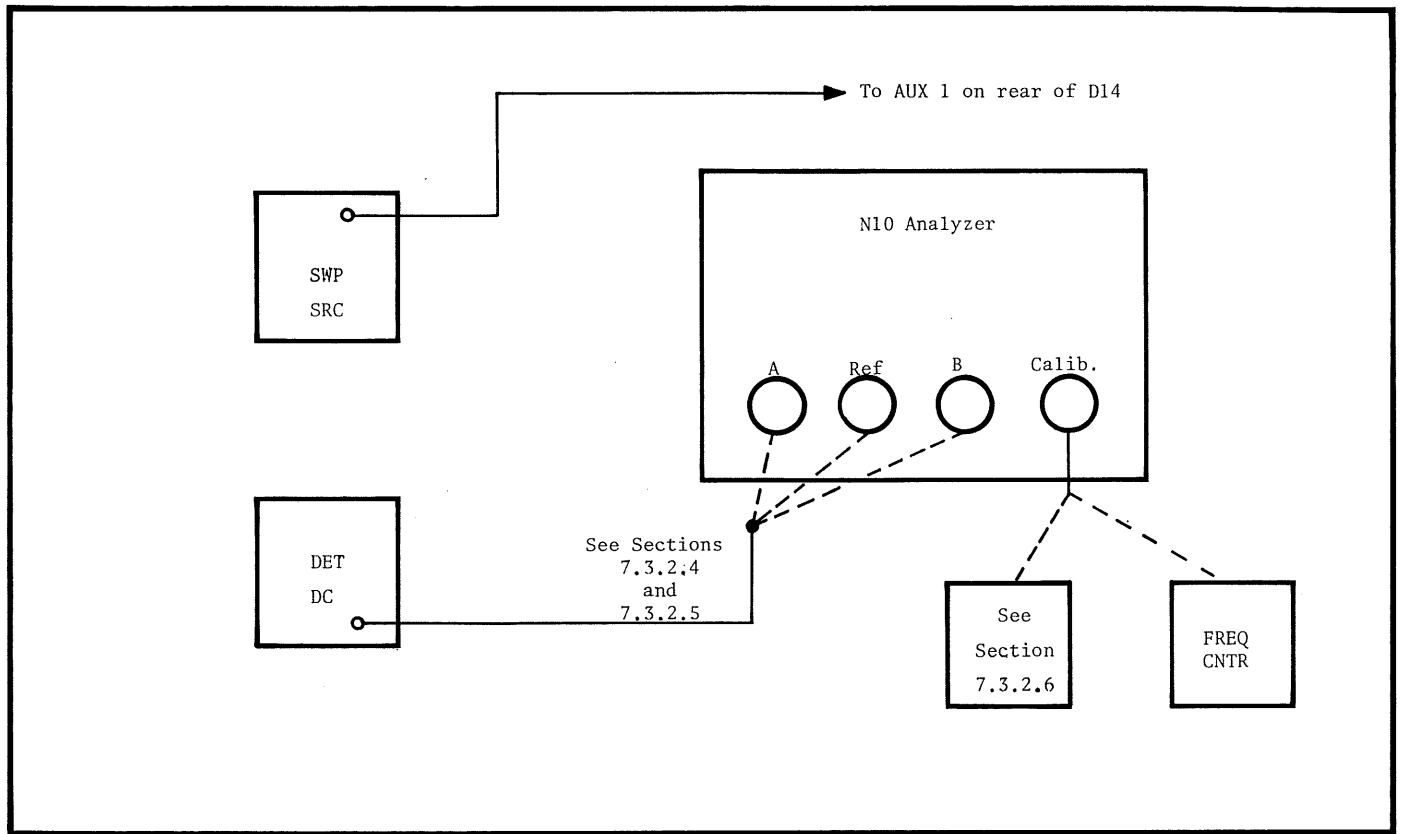 To AUX 1 on rear of D14
N10 Analyzer
SWP
SRC
A
Ref
B
Calib.
See Sections
7.3.2.4
and
7.3.2.5
DET
DC
See
Section
7.3.2.6
FREQ
CNTR